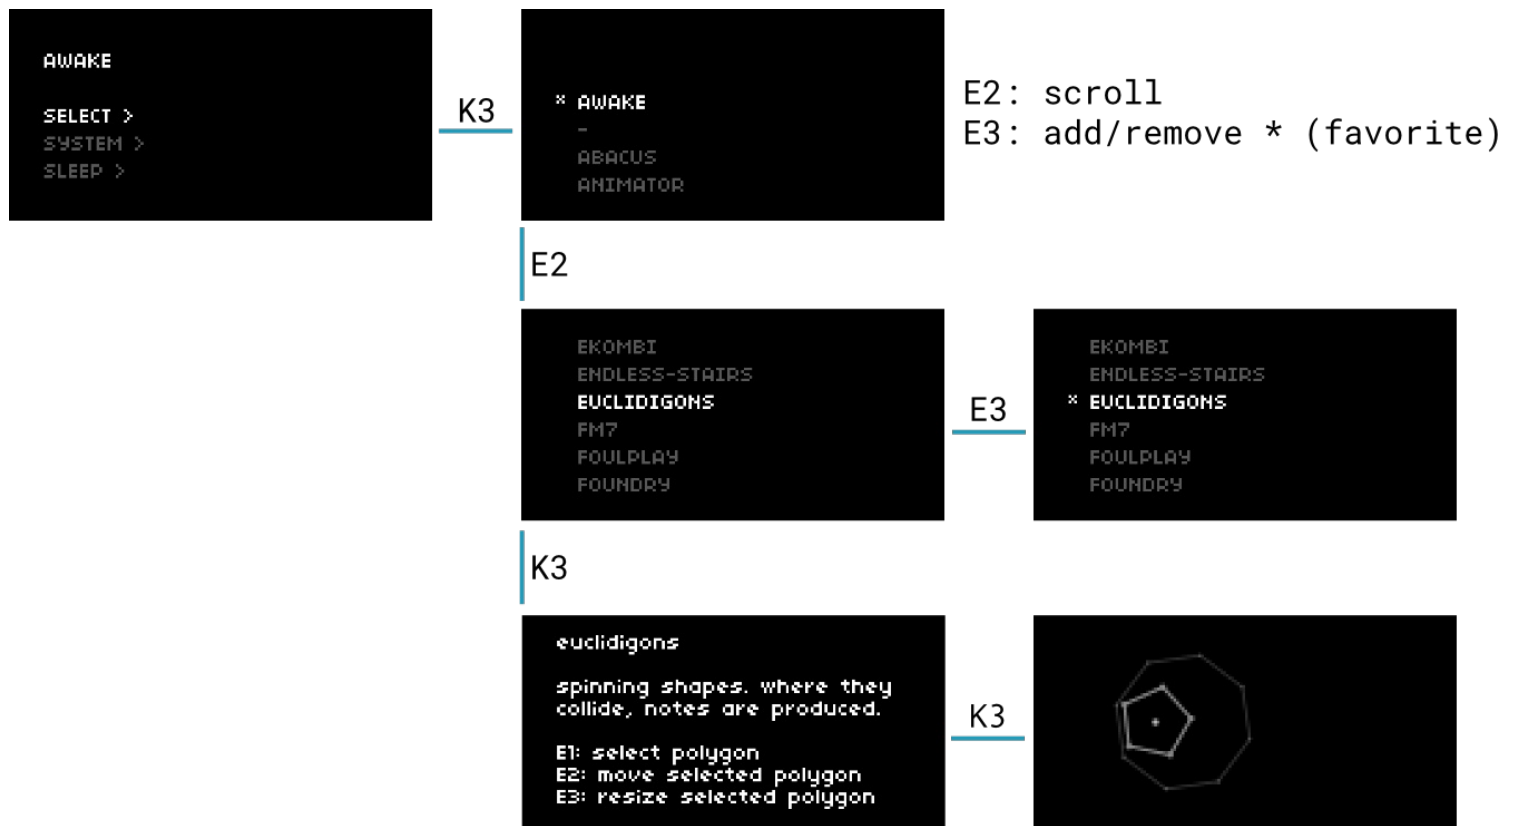 AWAKE
SELECT >
SYSTEM >
SLEEP >
K3
* AWAKE
-
ABACUS
ANIMATOR
E2: scroll
E3: add/remove * (favorite)
E2
EKOMBI
ENDLESS-STAIRS
EUCLIDIGONS
FM7
FOULPLAY
FOUNDRY
E3
EKOMBI
ENDLESS-STAIRS
* EUCLIDIGONS
FM7
FOULPLAY
FOUNDRY
K3
euclidigons
spinning shapes. where they
collide, notes are produced.
E1: select polygon
E2: move selected polygon
E3: resize selected polygon
K3